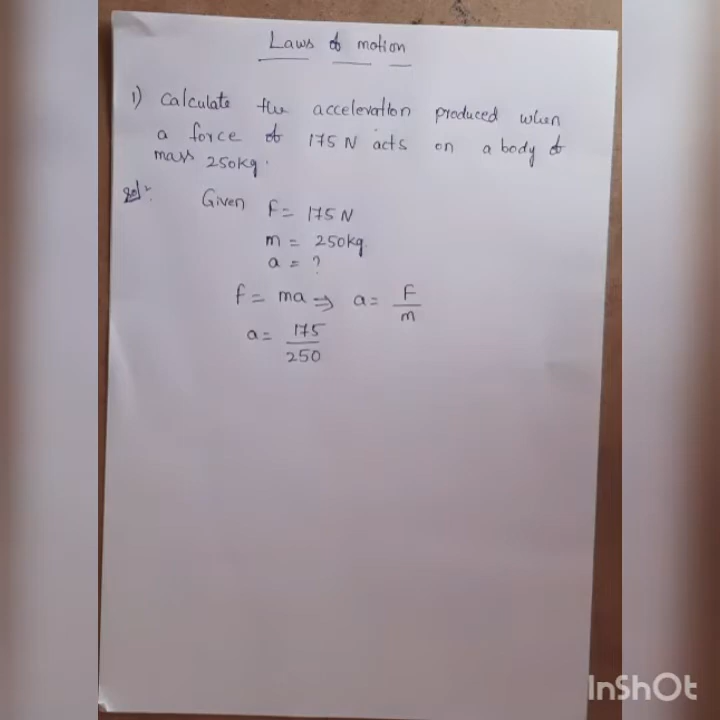 Laws of motion
1) Calculate the acceleration produced when
a force of 175 N acts on a body of
mass 250kg.
Sol:
Given F = 175 N
m = 250kg
a = ?
F = ma ⇒ a = F/m
a = 175/250
InShOt